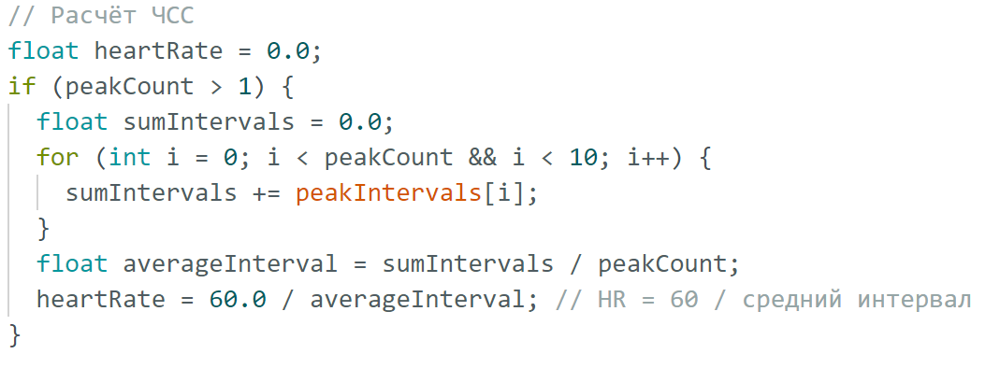 // Расчёт ЧСС
float heartRate = 0.0;
if (peakCount > 1) {
  float sumIntervals = 0.0;
  for (int i = 0; i < peakCount && i < 10; i++) {
    sumIntervals += peakIntervals[i];
  }
  float averageInterval = sumIntervals / peakCount;
  heartRate = 60.0 / averageInterval; // HR = 60 / средний интервал
}